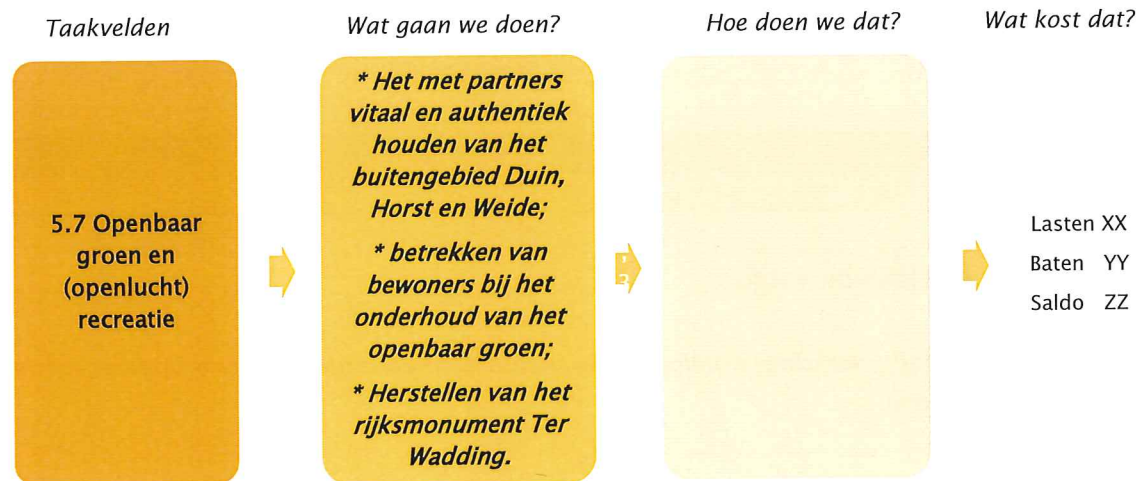 Taakvelden
Wat gaan we doen?
Hoe doen we dat?
Wat kost dat?
5.7 Openbaar
groen en
(openlucht)
recreatie
* Het met partners
vitaal en authentiek
houden van het
buitengebied Duin,
Horst en Weide;
* betrekken van
bewoners bij het
onderhoud van het
openbaar groen;
* Herstellen van het
rijksmonument Ter
Wadding.
Lasten XX
Baten YY
Saldo ZZ